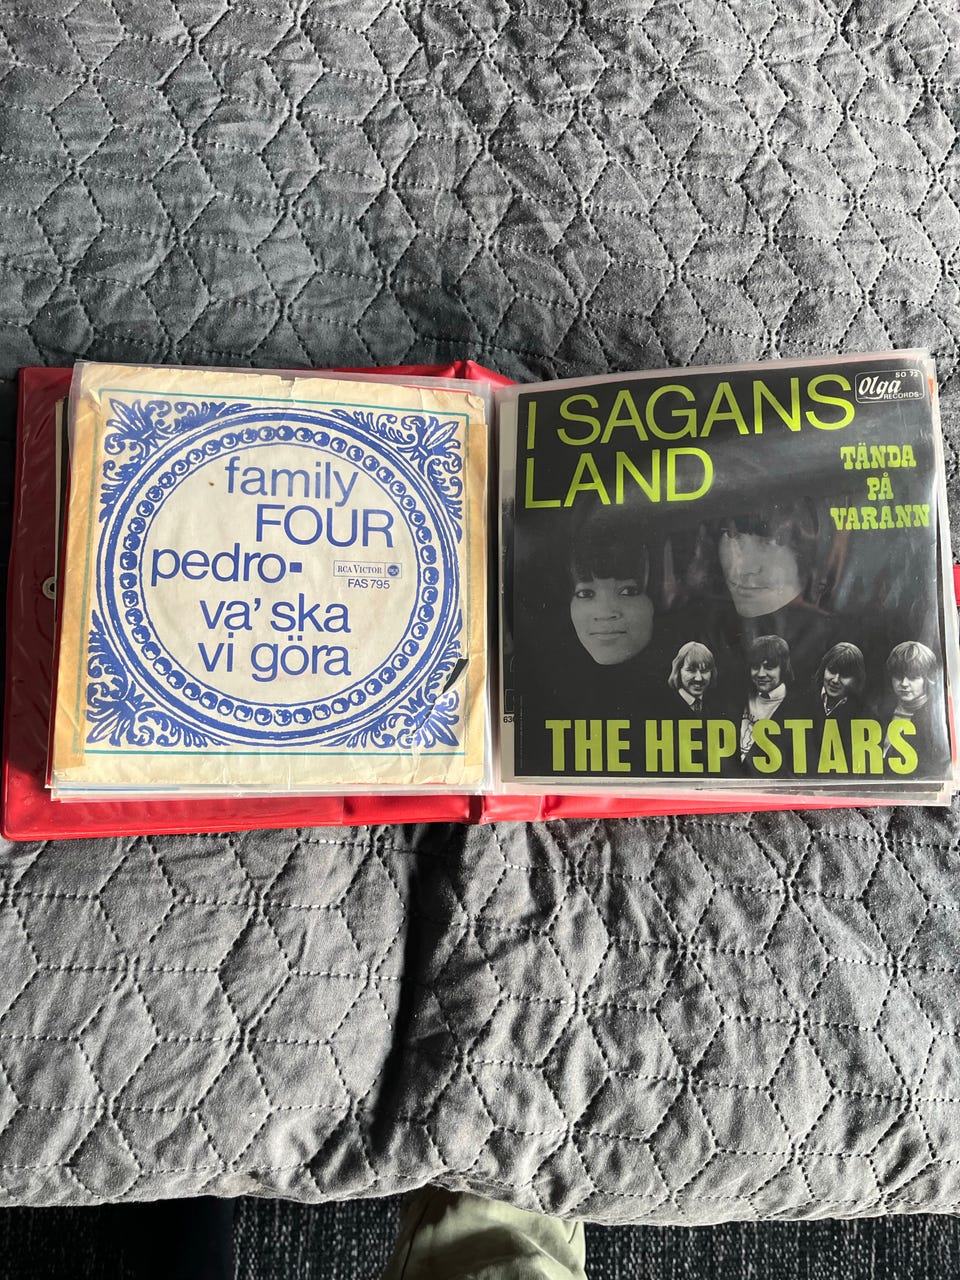 family
FOUR
pedro-
RCA VICTOR
FAS 795
va' ska
vi göra
SO 72
Olga
RECORDS
I SAGANS
LAND
TÄNDA
PÅ
VARANN
THE HEP STARS